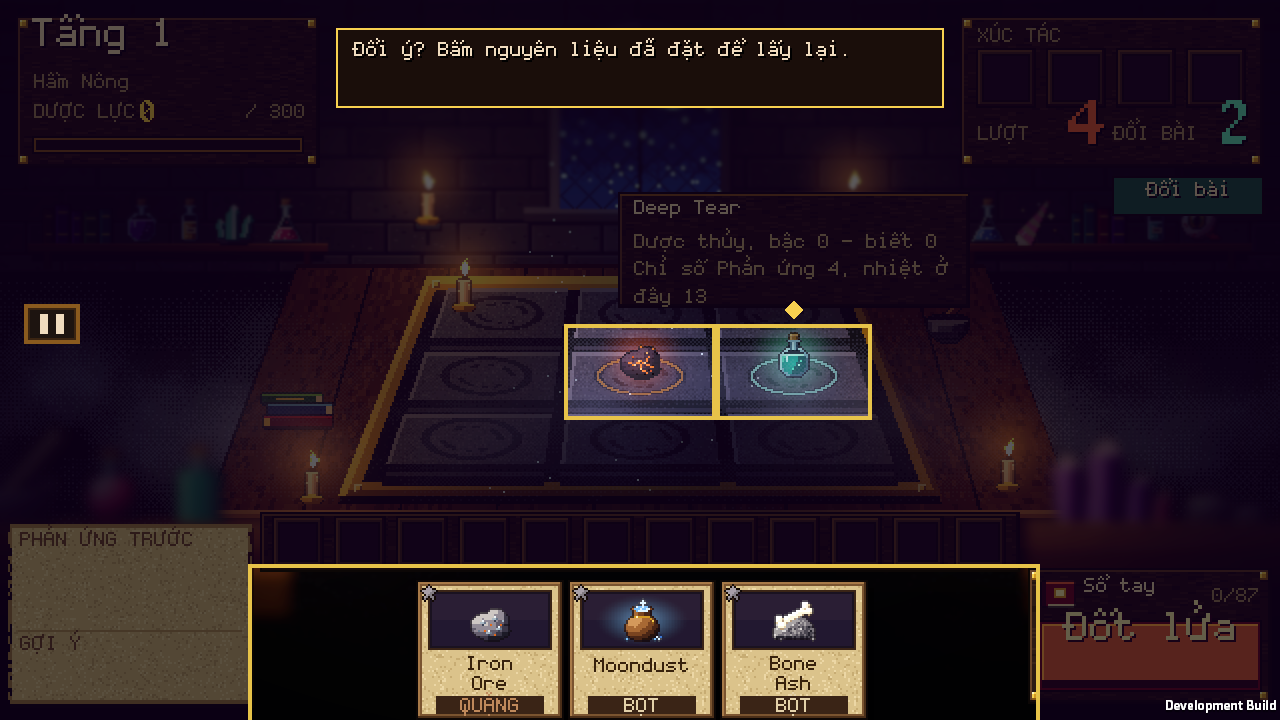 Tầng 1
Hầm Nông
DƯỢC LỰC 0 / 300
Đổi ý? Bấm nguyên liệu đã đặt để lấy lại.
XÚC TÁC
LƯỢT 4 ĐỔI BÀI 2
Đổi bài
Deep Tear
Dược thủy, bậc 0 - biết 0
Chỉ số Phản ứng 4, nhiệt ở
đây 13
PHẢN ỨNG TRƯỚC
GỢI Ý
Iron
Ore
QUẶNG
Moondust
BỘT
Bone
Ash
BỘT
Sổ tay
0/87
Đốt lửa
Development Build